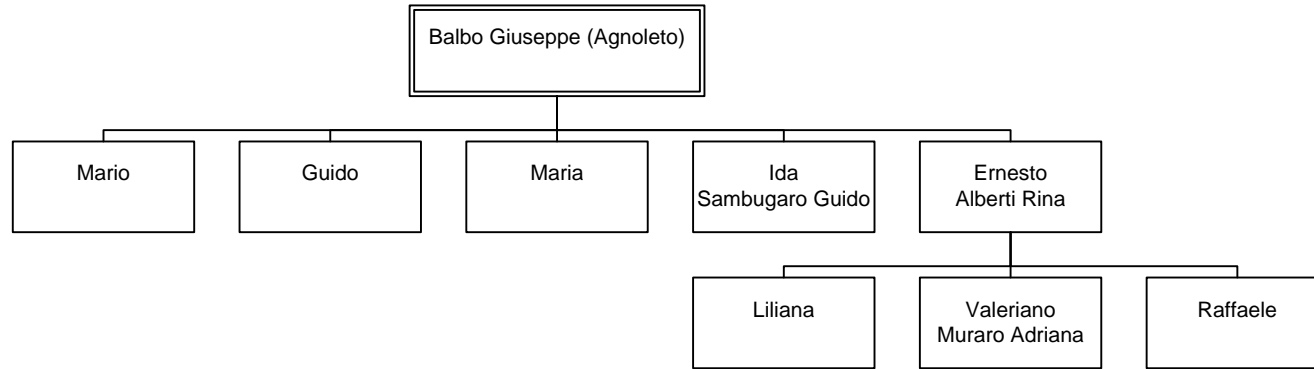 Balbo Giuseppe (Agnoleto)
Mario
Guido
Maria
Ida
Sambugaro Guido
Ernesto
Alberti Rina
Liliana
Valeriano
Muraro Adriana
Raffaele